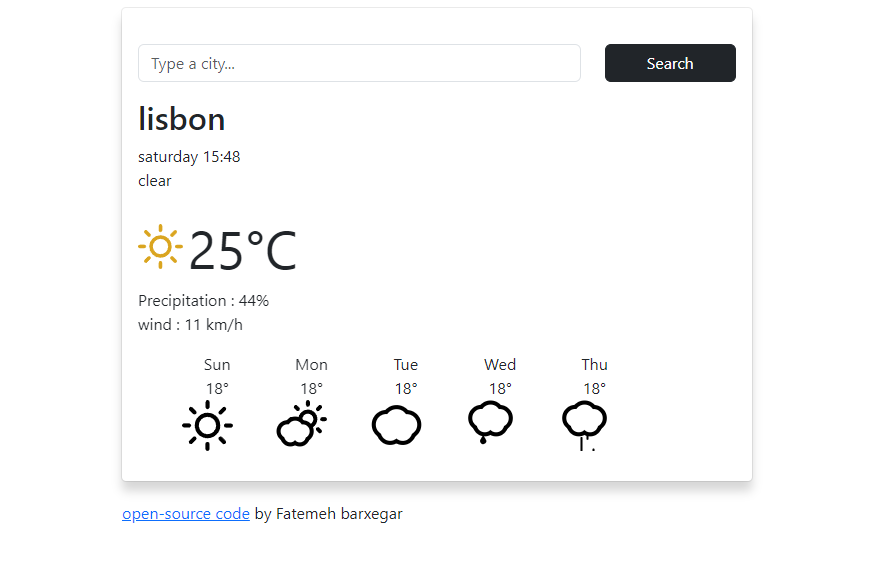 Type a city...
Search
lisbon
saturday 15:48
clear
25°C
Precipitation : 44%
wind : 11 km/h
Sun Mon Tue Wed Thu
18° 18° 18° 18° 18°
open-source code by Fatemeh barxegar